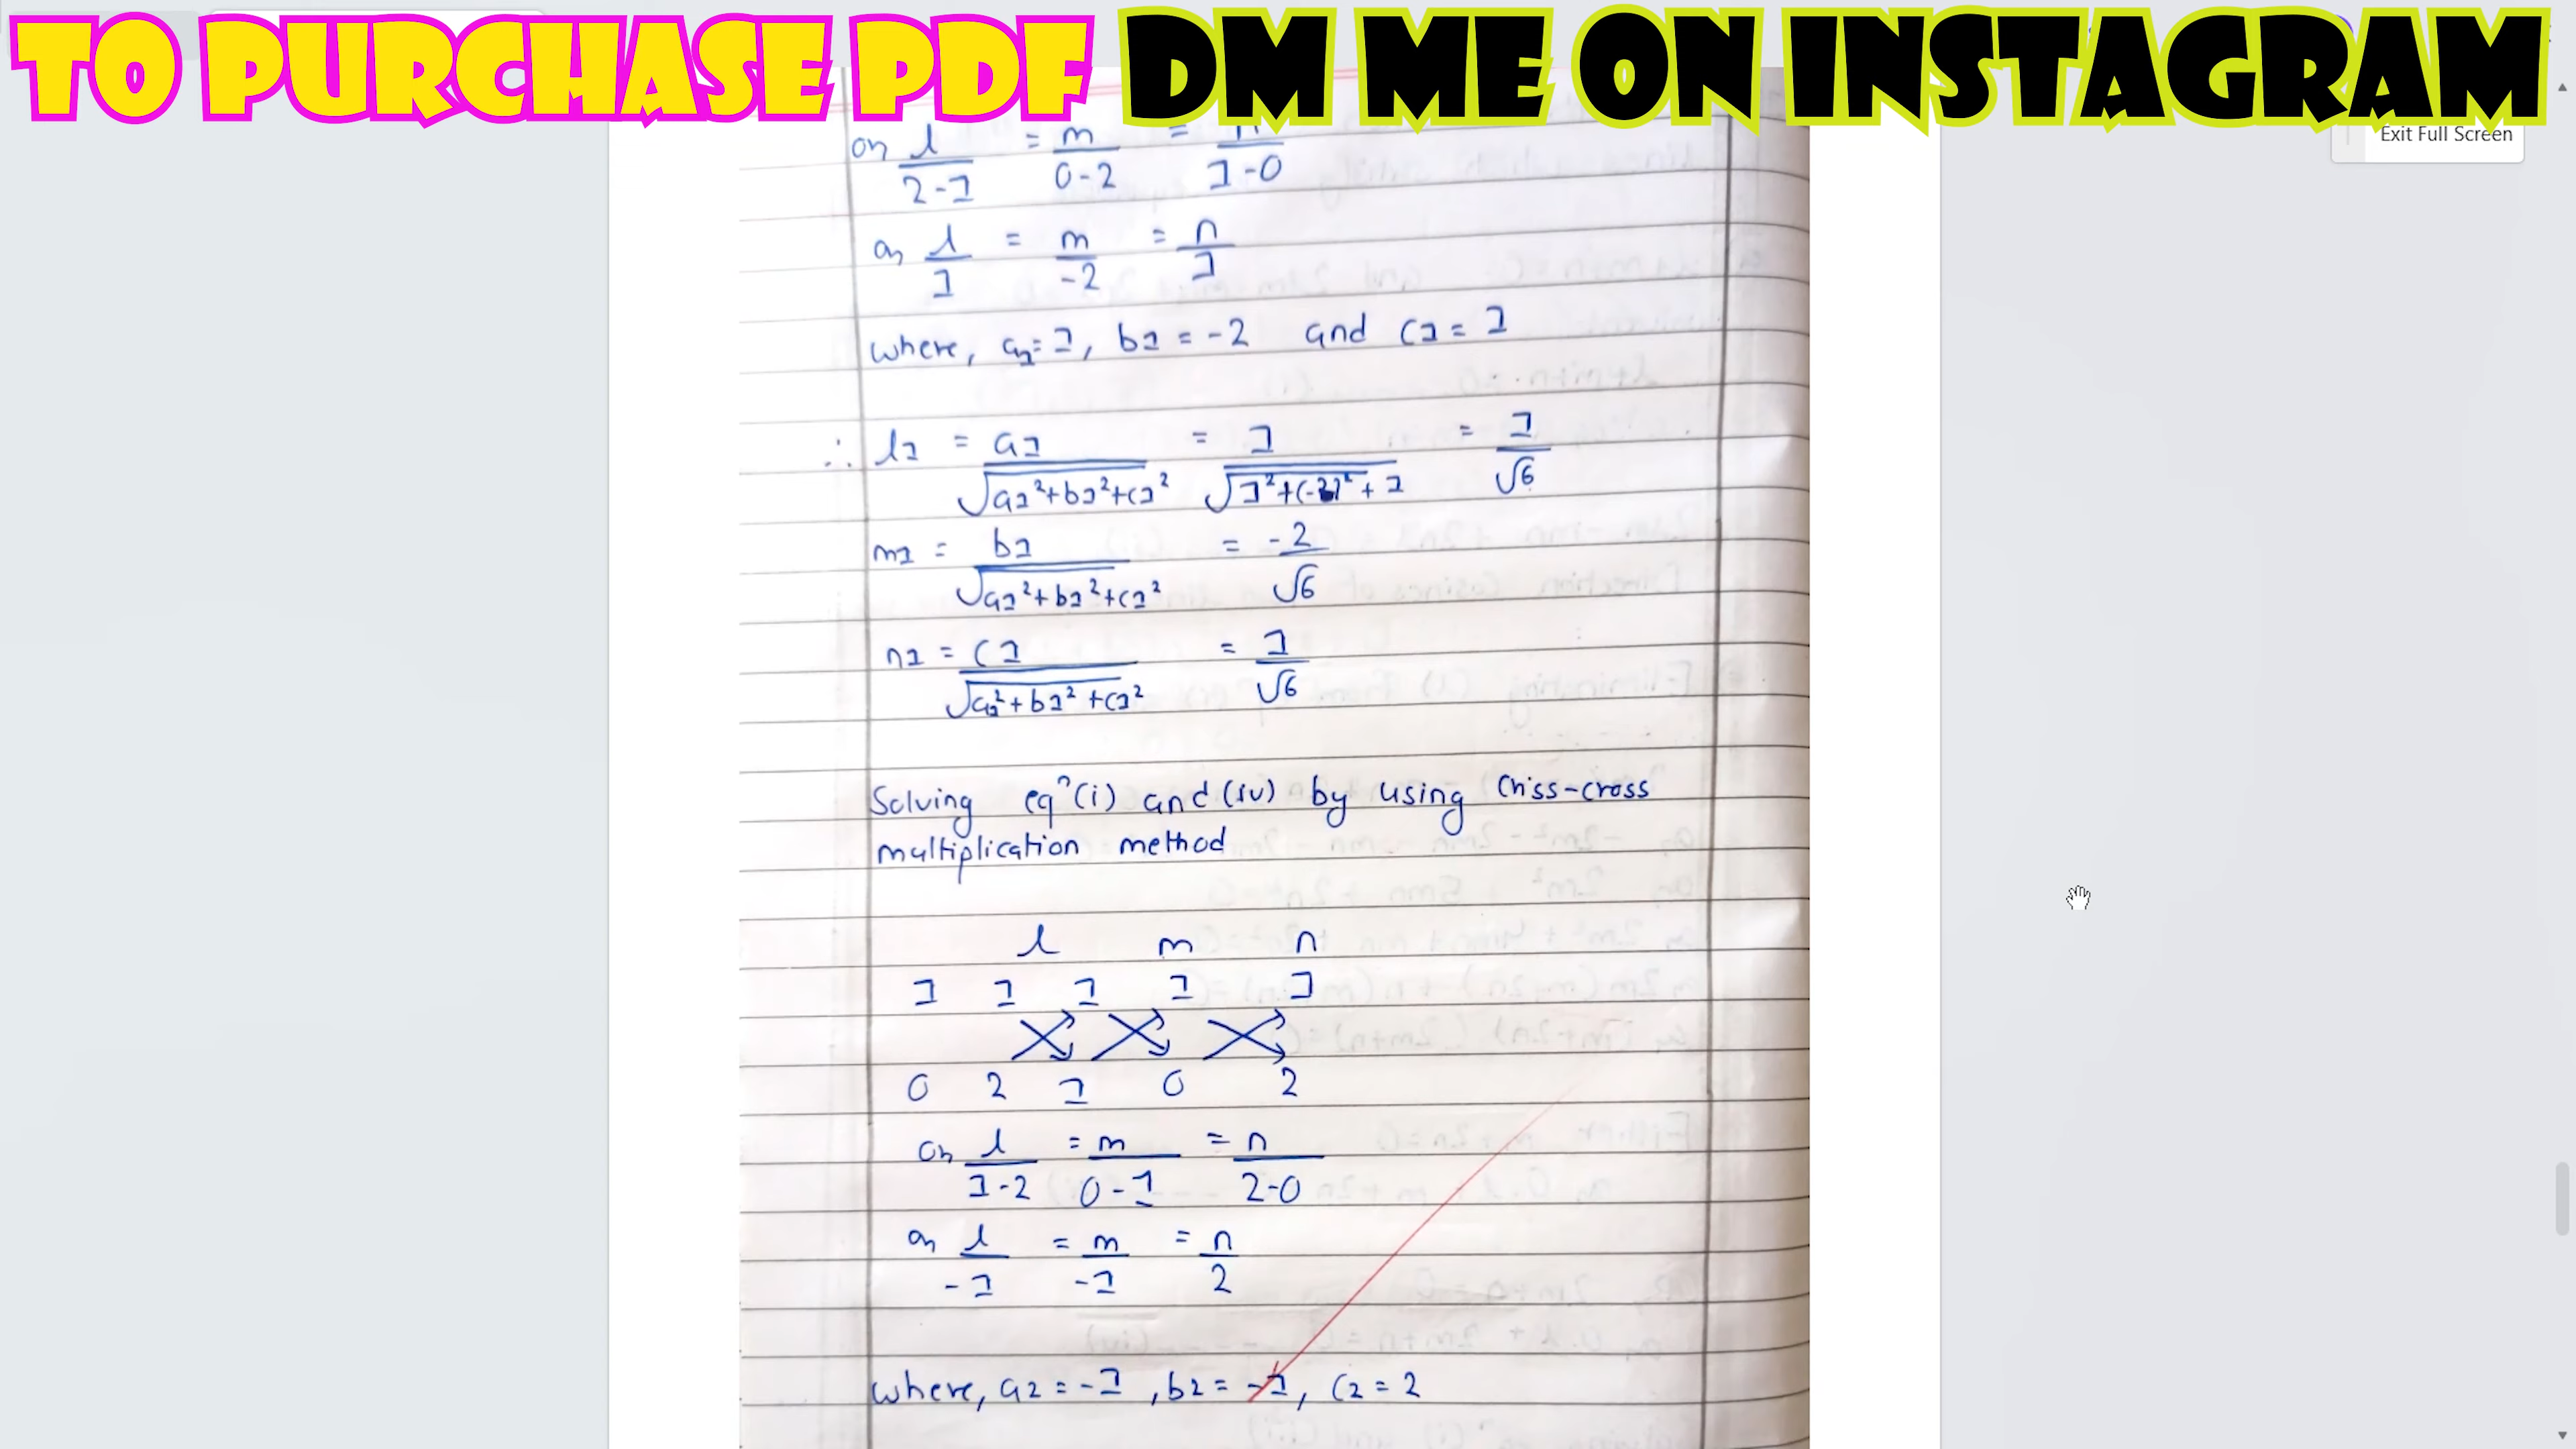 TO PURCHASE PDF DM ME ON INSTAGRAM
Exit Full Screen
or l/(2-1) = m/(0-2) = n/(1-0)
or l/1 = m/-2 = n/1
where, a1=1, b1 = -2 and c1 = 1
∴ l1 = a1/√(a1²+b1²+c1²) = 1/√(1²+(-2)²+1) = 1/√6
m1 = b1/√(a1²+b1²+c1²) = -2/√6
n1 = c1/√(a1²+b1²+c1²) = 1/√6
Solving eqⁿ(i) and (iv) by using Criss-cross
multiplication method
l m n
1 1 1 1 1
0 2 1 0 2
or l/(1-2) = m/(0-1) = n/(2-0)
or l/-1 = m/-1 = n/2
where, a2 = -1, b2 = -1, c2 = 2